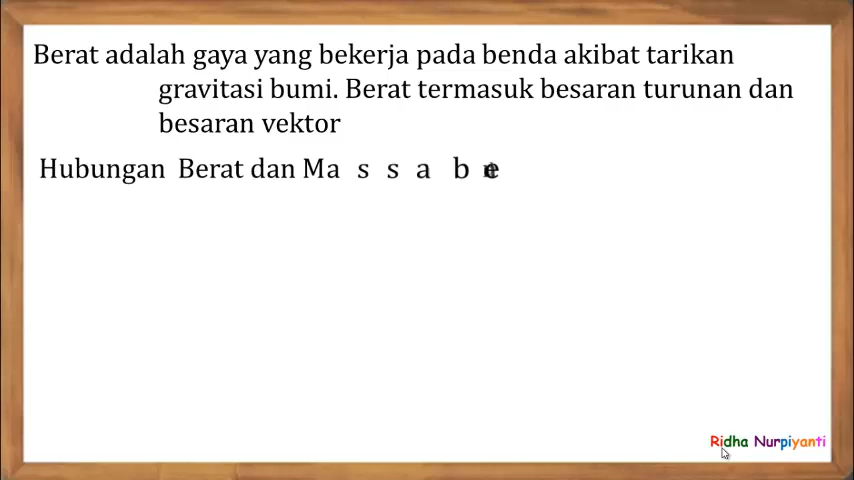 Berat adalah gaya yang bekerja pada benda akibat tarikan
gravitasi bumi. Berat termasuk besaran turunan dan
besaran vektor
Hubungan Berat dan Massa
Ridha Nurpiyanti